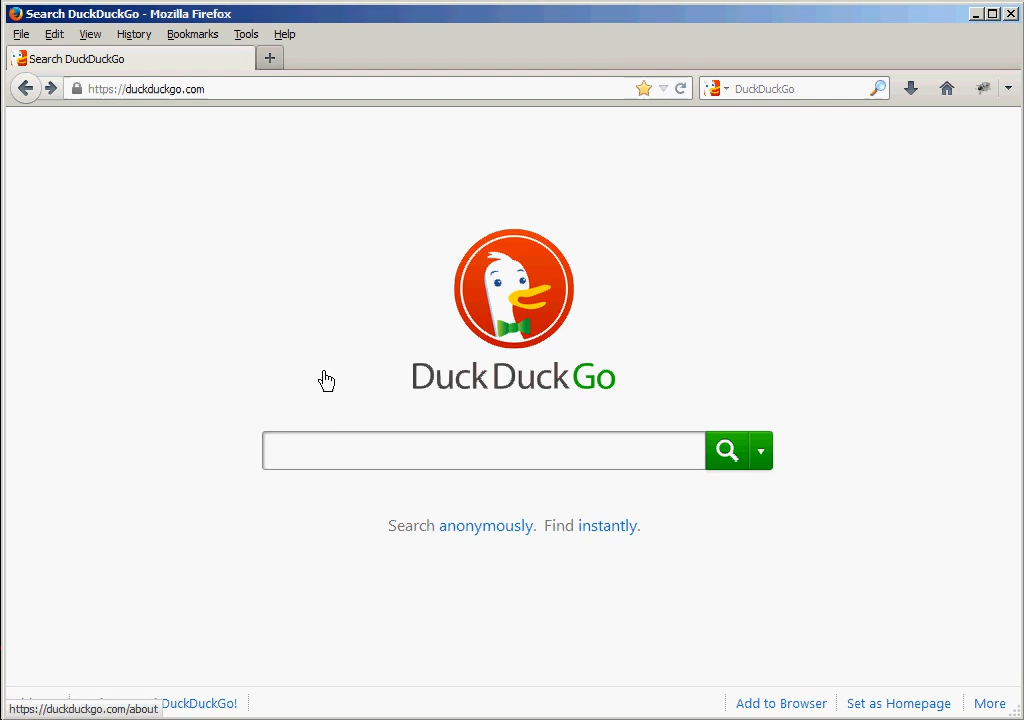 Search DuckDuckGo - Mozilla Firefox
File Edit View History Bookmarks Tools Help
Search DuckDuckGo
https://duckduckgo.com DuckDuckGo
DuckDuckGo
Search anonymously. Find instantly.
DuckDuckGo! Add to Browser Set as Homepage More
https://duckduckgo.com/about